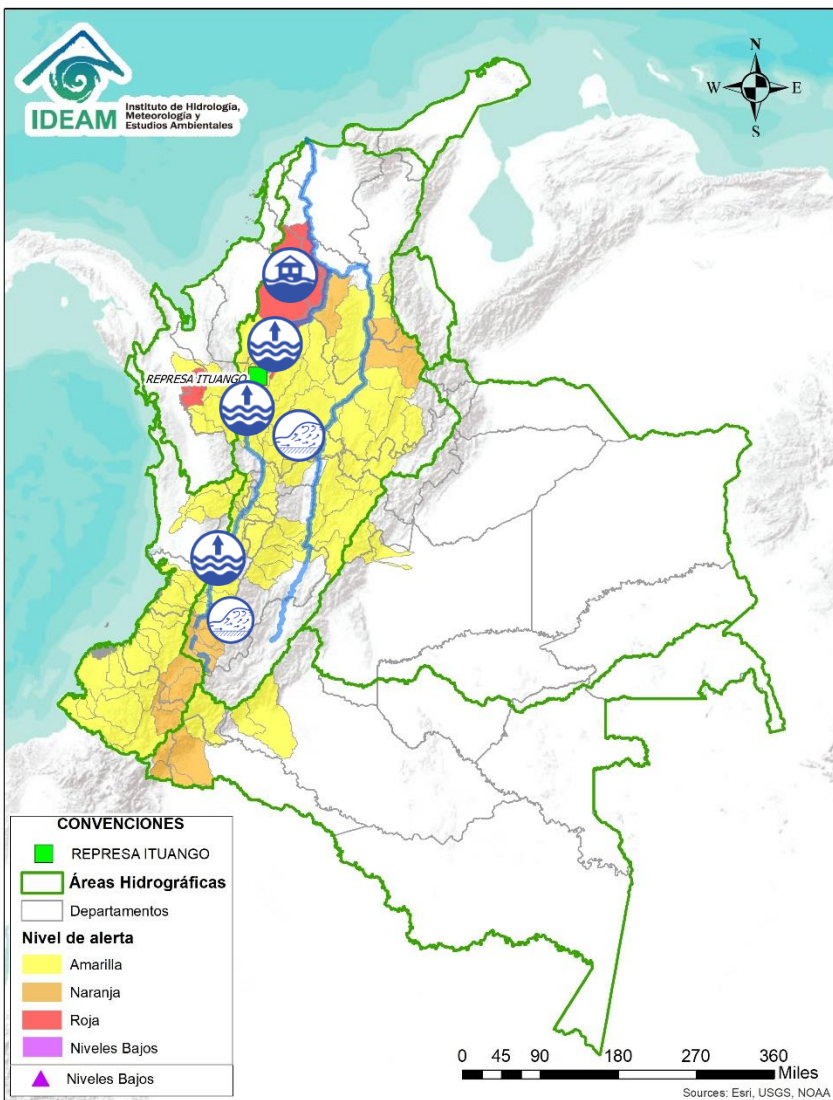 IDEAM
Instituto de Hidrología,
Meteorología y
Estudios Ambientales
N
W
E
S
REPRESA ITUANGO
CONVENCIONES
REPRESA ITUANGO
Áreas Hidrográficas
Departamentos
Nivel de alerta
Amarilla
Naranja
Roja
Niveles Bajos
Niveles Bajos
0 45 90 180 270 360
Miles
Sources: Esri, USGS, NOAA